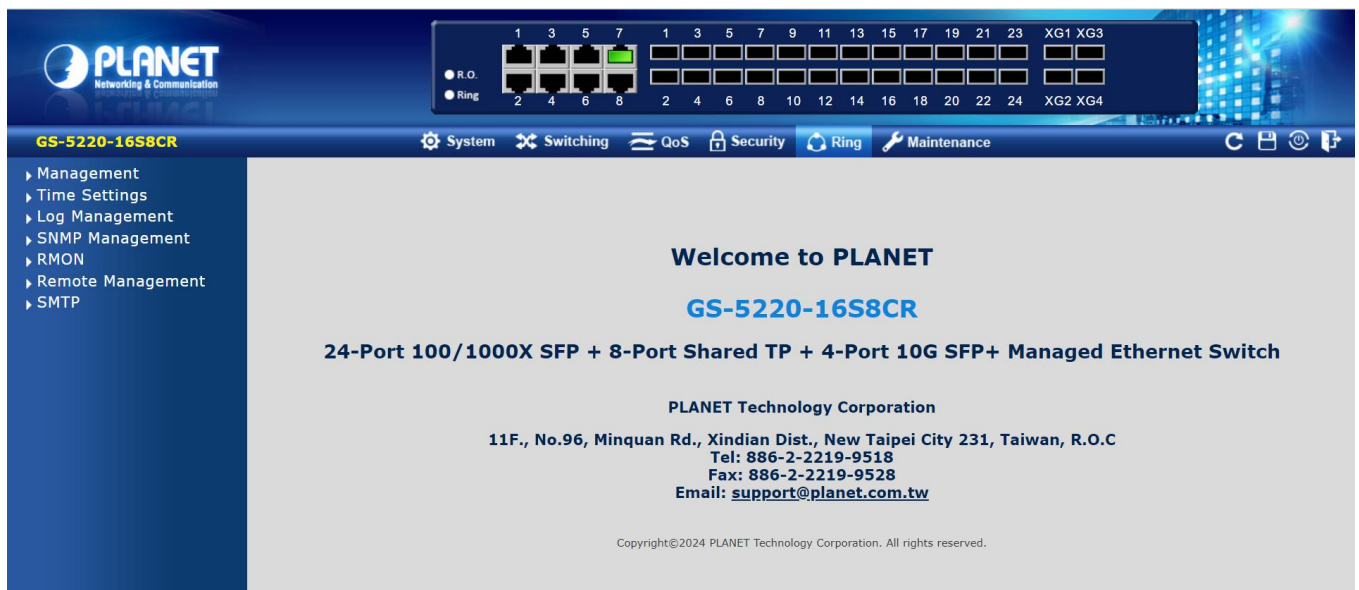 PLANET
Networking & Communication
1 3 5 7 1 3 5 7 9 11 13 15 17 19 21 23 XG1 XG3
R.O.
Ring
2 4 6 8 2 4 6 8 10 12 14 16 18 20 22 24 XG2 XG4
GS-5220-16S8CR
System Switching QoS Security Ring Maintenance
Management
Time Settings
Log Management
SNMP Management
RMON
Remote Management
SMTP
Welcome to PLANET
GS-5220-16S8CR
24-Port 100/1000X SFP + 8-Port Shared TP + 4-Port 10G SFP+ Managed Ethernet Switch
PLANET Technology Corporation
11F., No.96, Minquan Rd., Xindian Dist., New Taipei City 231, Taiwan, R.O.C
Tel: 886-2-2219-9518
Fax: 886-2-2219-9528
Email: support@planet.com.tw
Copyright©2024 PLANET Technology Corporation. All rights reserved.